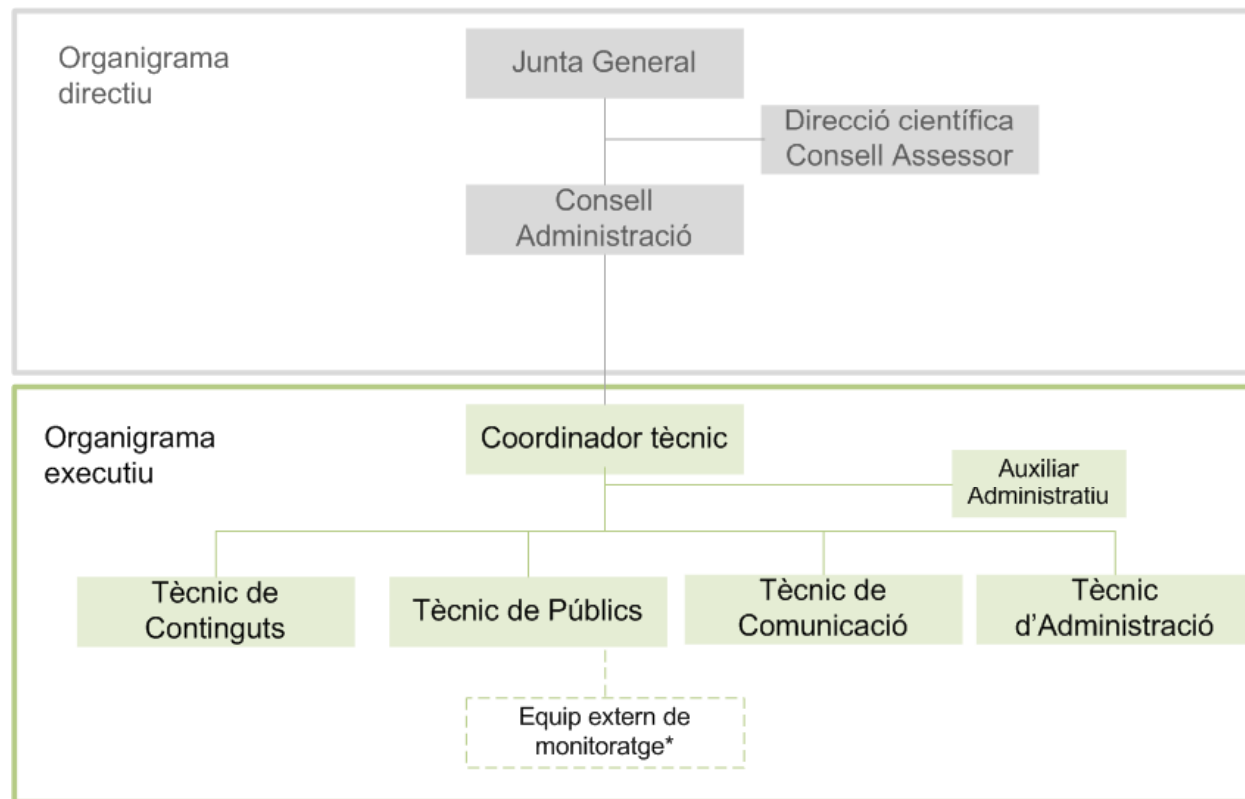 Organigrama
directiu
Junta General
Direcció científica
Consell Assessor
Consell
Administració
Organigrama
executiu
Coordinador tècnic
Auxiliar
Administratiu
Tècnic de
Continguts
Tècnic de Públics
Tècnic de
Comunicació
Tècnic
d’Administració
Equip extern de
monitoratge*